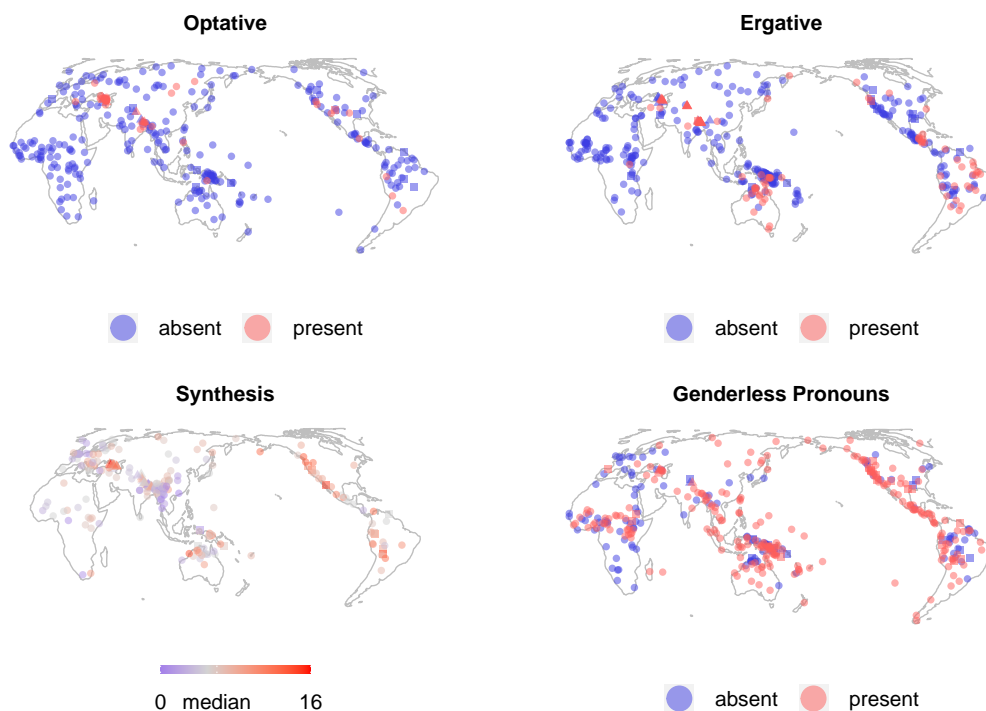 Optative
absent present
Ergative
absent present
Synthesis
0 median 16
Genderless Pronouns
absent present